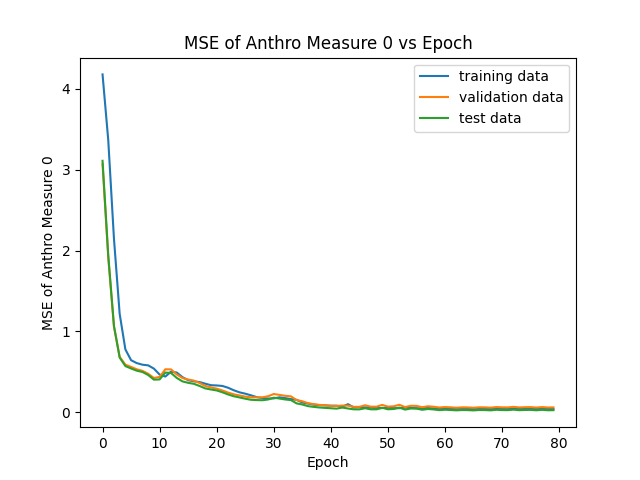 MSE of Anthro Measure 0 vs Epoch
training data
validation data
test data
MSE of Anthro Measure 0
4
3
2
1
0
0 10 20 30 40 50 60 70 80
Epoch